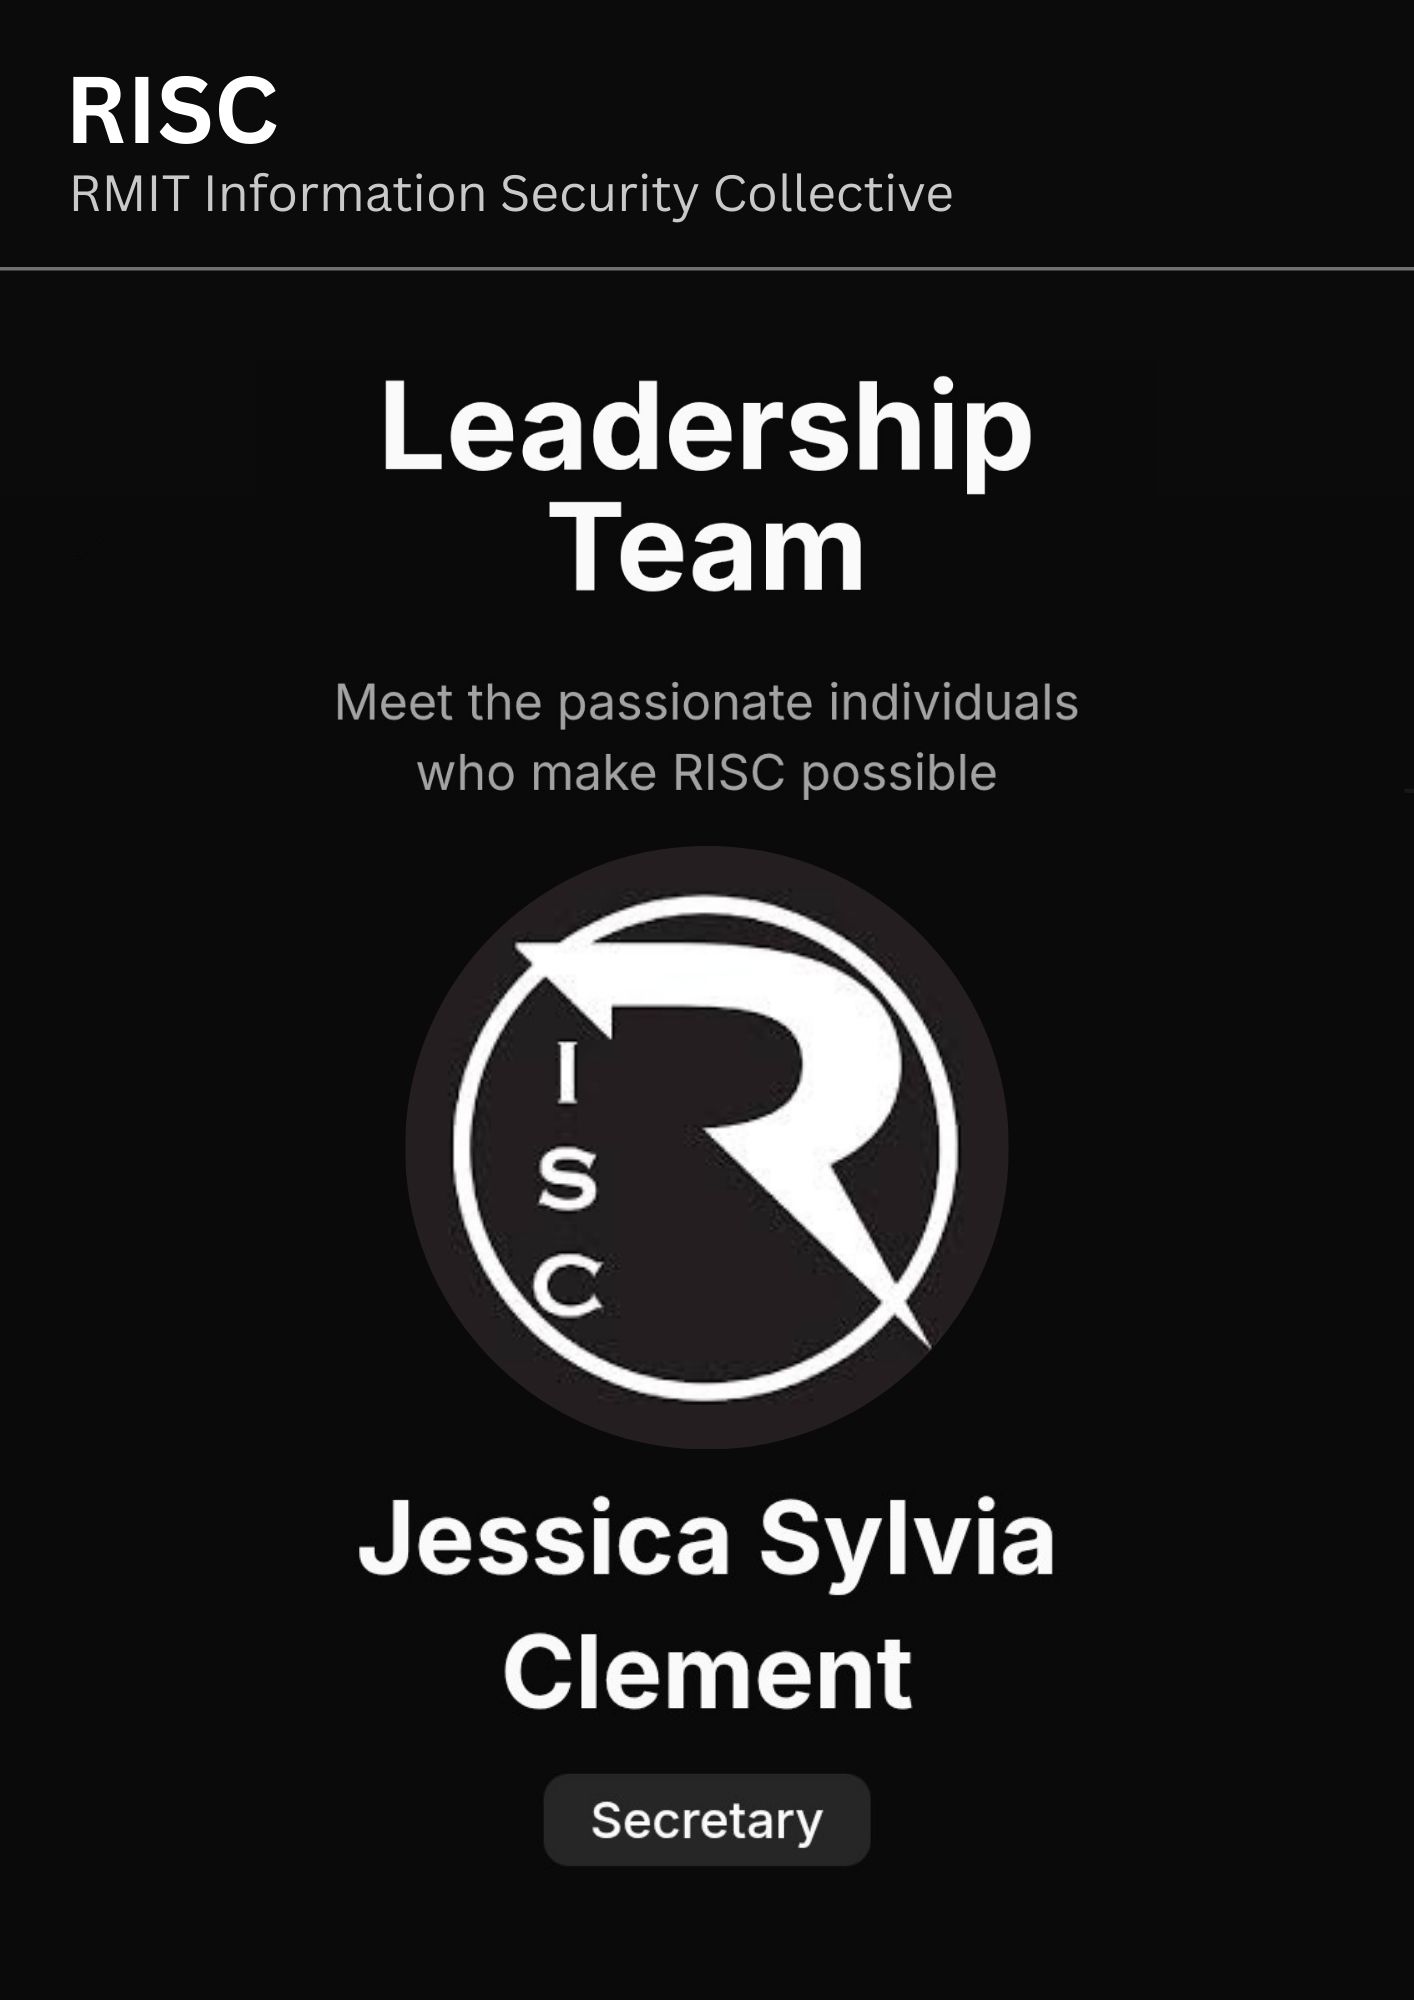 RISC
RMIT Information Security Collective
Leadership
Team
Meet the passionate individuals
who make RISC possible
R
I
S
C
Jessica Sylvia
Clement
Secretary